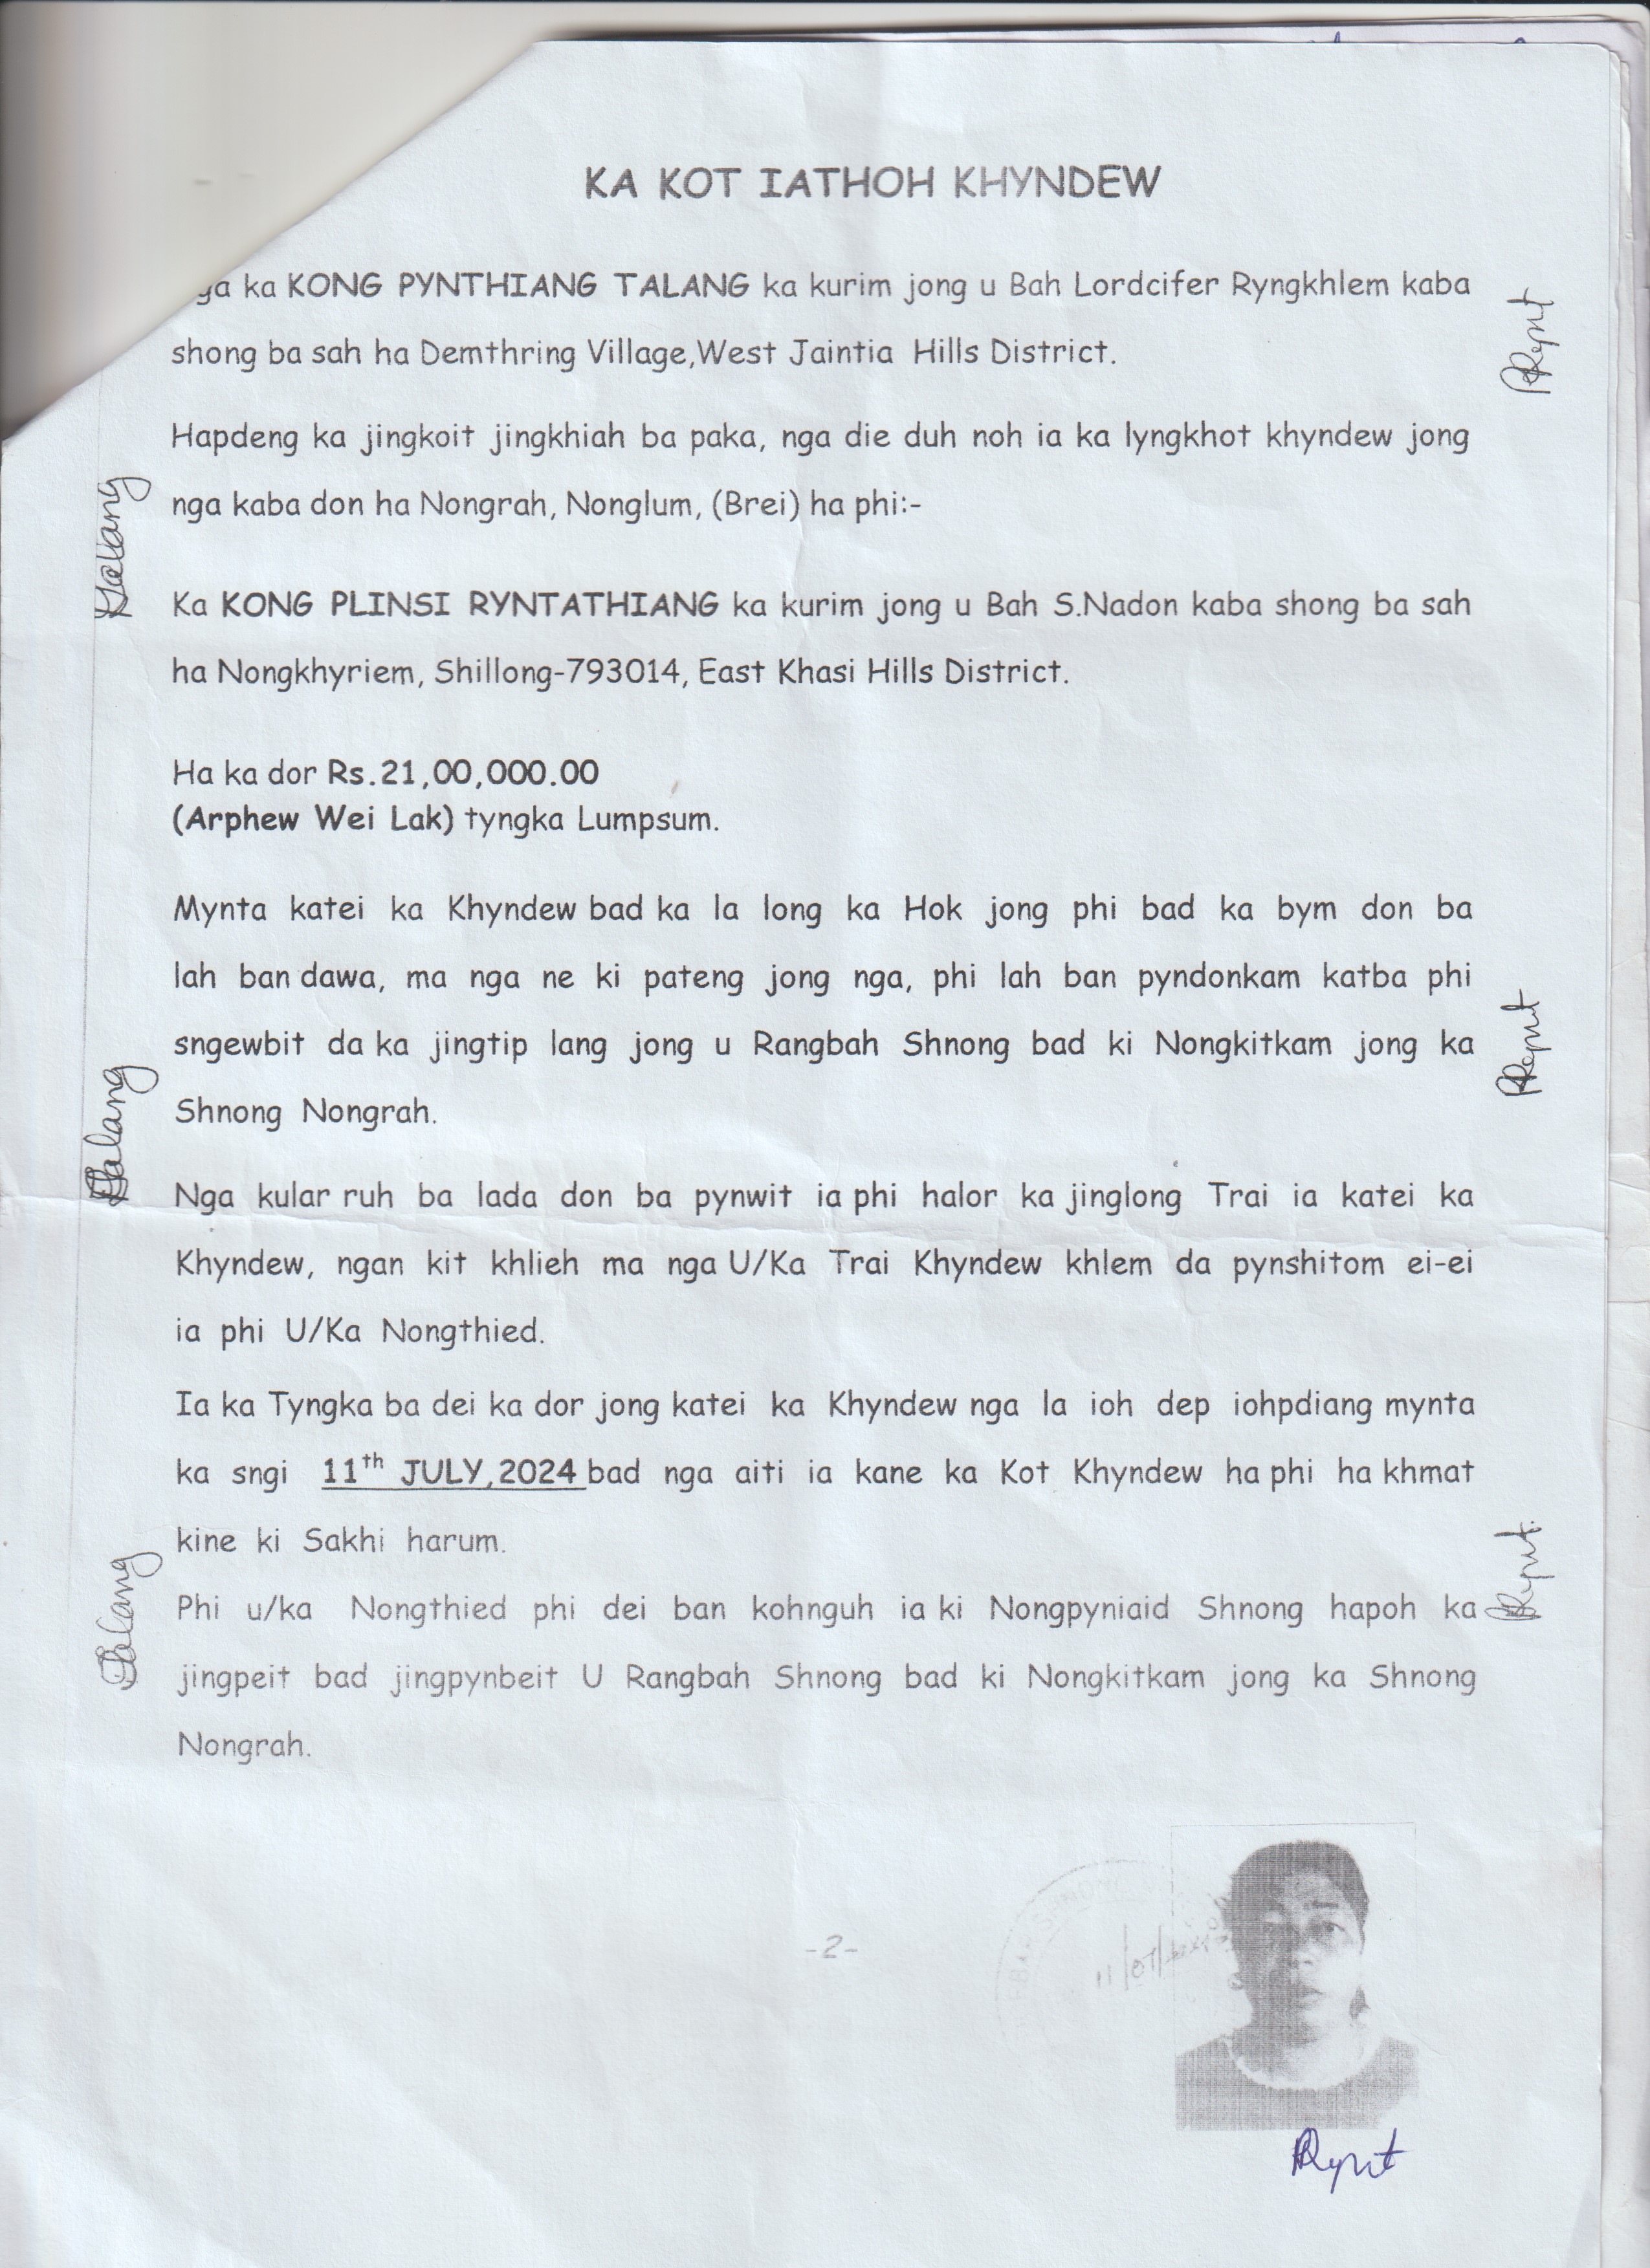 KA KOT IATHOH KHYNDEW
ga ka KONG PYNTHIANG TALANG ka kurim jong u Bah Lordcifer Ryngkhlem kaba
shong ba sah ha Demthring Village,West Jaintia Hills District.
Hapdeng ka jingkoit jingkhiah ba paka, nga die duh noh ia ka lyngkhot khyndew jong
nga kaba don ha Nongrah, Nonglum, (Brei) ha phi:-
Ka KONG PLINSI RYNTATHIANG ka kurim jong u Bah S.Nadon kaba shong ba sah
ha Nongkhyriem, Shillong-793014, East Khasi Hills District.
Ha ka dor Rs.21,00,000.00
(Arphew Wei Lak) tyngka Lumpsum.
Mynta katei ka Khyndew bad ka la long ka Hok jong phi bad ka bym don ba
lah ban dawa, ma nga ne ki pateng jong nga, phi lah ban pyndonkam katba phi
sngewbit da ka jingtip lang jong u Rangbah Shnong bad ki Nongkitkam jong ka
Shnong Nongrah.
Nga kular ruh ba lada don ba pynwit ia phi halor ka jinglong Trai ia katei ka
Khyndew, ngan kit khlieh ma nga U/Ka Trai Khyndew khlem da pynshitom ei-ei
ia phi U/Ka Nongthied.
Ia ka Tyngka ba dei ka dor jong katei ka Khyndew nga la ioh dep iohpdiang mynta
ka sngi 11th JULY,2024 bad nga aiti ia kane ka Kot Khyndew ha phi ha khmat
kine ki Sakhi harum.
Phi u/ka Nongthied phi dei ban kohnguh ia ki Nongpyniaid Shnong hapoh ka
jingpeit bad jingpynbeit U Rangbah Shnong bad ki Nongkitkam jong ka Shnong
Nongrah.
-2-
Talang
Talang
Talang